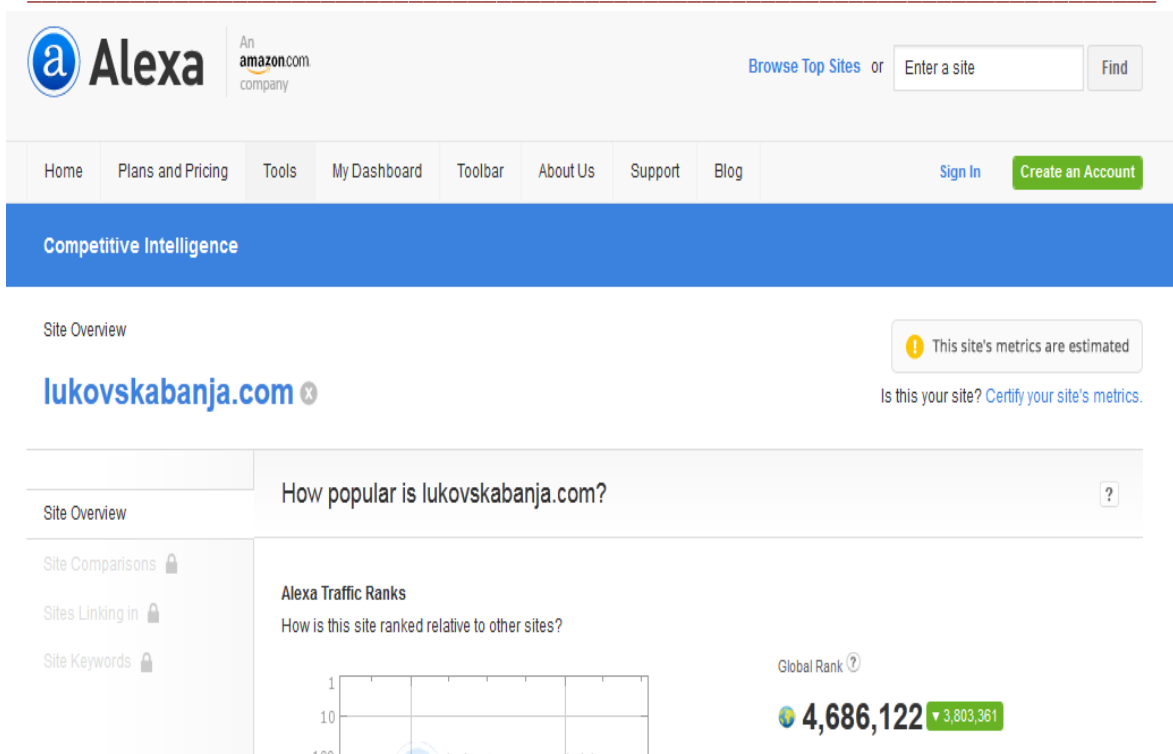 a Alexa
An
amazon.com
company
Browse Top Sites or Enter a site Find
Home Plans and Pricing Tools My Dashboard Toolbar About Us Support Blog Sign In Create an Account
Competitive Intelligence
Site Overview
! This site's metrics are estimated
lukovskabanja.com
Is this your site? Certify your site's metrics.
How popular is lukovskabanja.com? ?
Site Overview
Site Comparisons
Sites Linking in
Site Keywords
Alexa Traffic Ranks
How is this site ranked relative to other sites?
Global Rank ?
4,686,122 ▼ 3,803,361
1
10